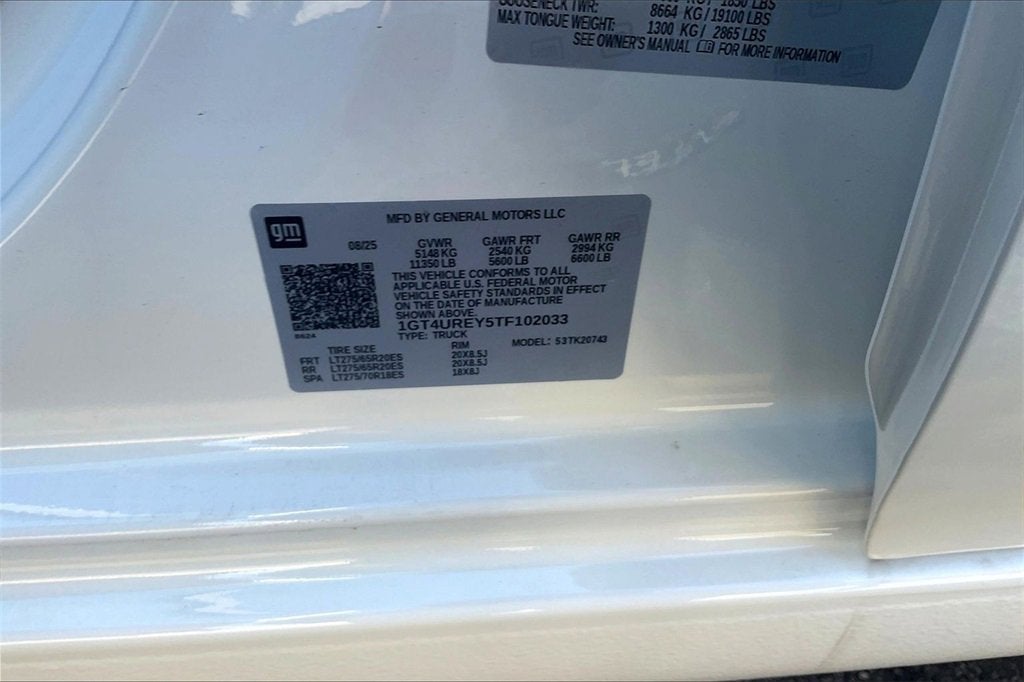 GOOSENECK TWR: 8664 KG/19100 LBS
MAX TONGUE WEIGHT: 1300 KG/ 2865 LBS
SEE OWNER'S MANUAL FOR MORE INFORMATION
gm
MFD BY GENERAL MOTORS LLC
08/25 GVWR GAWR FRT GAWR RR
5148 KG 2540 KG 2994 KG
11350 LB 5600 LB 6600 LB
THIS VEHICLE CONFORMS TO ALL
APPLICABLE U.S. FEDERAL MOTOR
VEHICLE SAFETY STANDARDS IN EFFECT
ON THE DATE OF MANUFACTURE
SHOWN ABOVE.
1GT4UREY5TF102033
8624
TYPE: TRUCK
MODEL: 53TK20743
TIRE SIZE RIM
FRT LT275/65R20ES 20X8.5J
RR LT275/65R20ES 20X8.5J
SPA LT275/70R18ES 18X8J